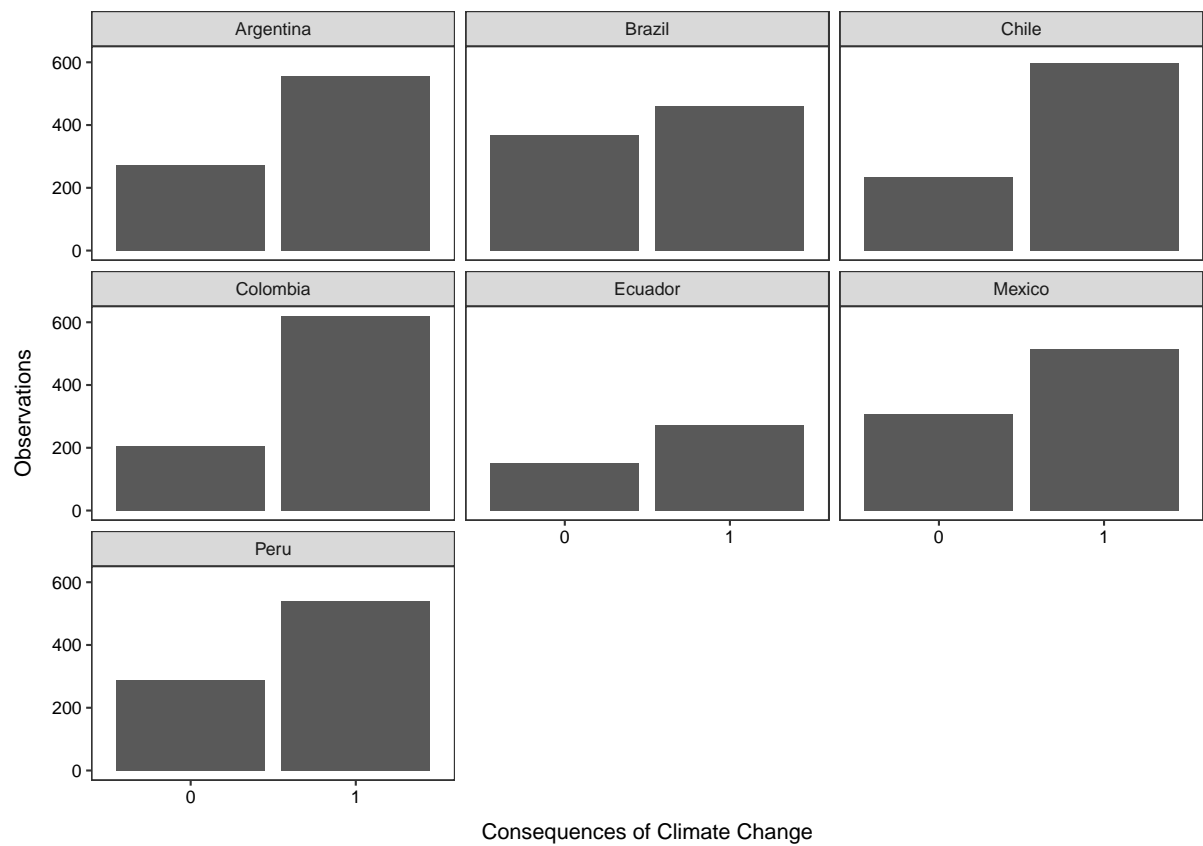 Argentina
Brazil
Chile
600
400
200
0
Colombia
Ecuador
Mexico
600
400
200
0
0
1
0
1
Peru
600
400
200
0
0
1
Observations
Consequences of Climate Change